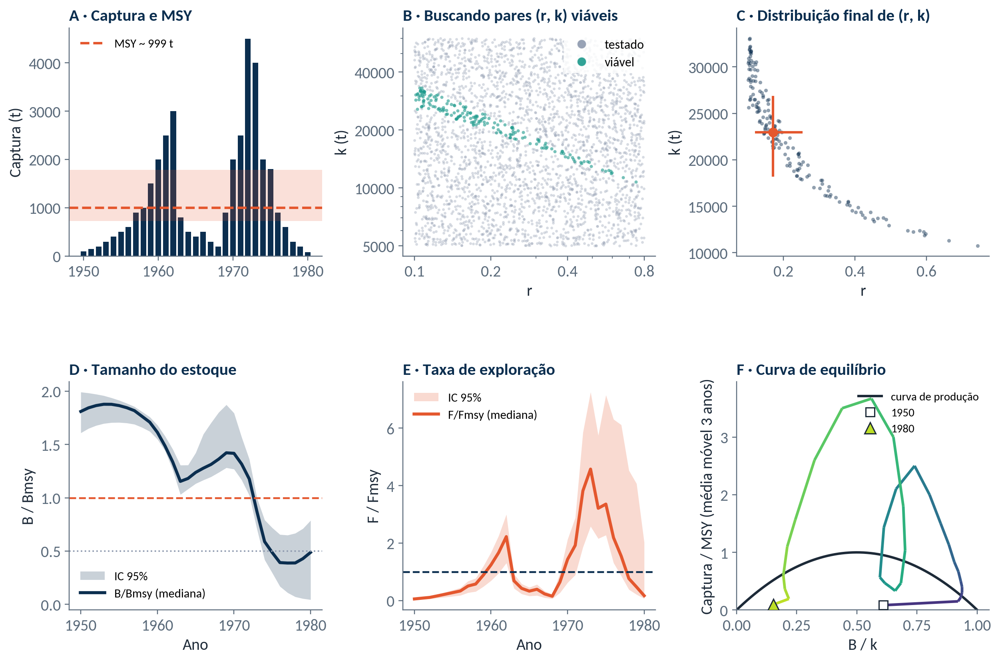 A · Captura e MSY
MSY ~ 999 t
Captura (t)
4000
3000
2000
1000
0
1950 1960 1970 1980
B · Buscando pares (r, k) viáveis
testado
viável
k (t)
40000
20000
10000
5000
0.1 0.2 0.4 0.8
r
C · Distribuição final de (r, k)
k (t)
30000
25000
20000
15000
10000
0.2 0.4 0.6
r
D · Tamanho do estoque
B / Bmsy
2.0
1.5
1.0
0.5
0.0
IC 95%
B/Bmsy (mediana)
1950 1960 1970 1980
Ano
E · Taxa de exploração
IC 95%
F/Fmsy (mediana)
F / Fmsy
6
4
2
0
1950 1960 1970 1980
Ano
F · Curva de equilíbrio
curva de produção
1950
1980
Captura / MSY (média móvel 3 anos)
3
2
1
0
0.00 0.25 0.50 0.75 1.00
B / k